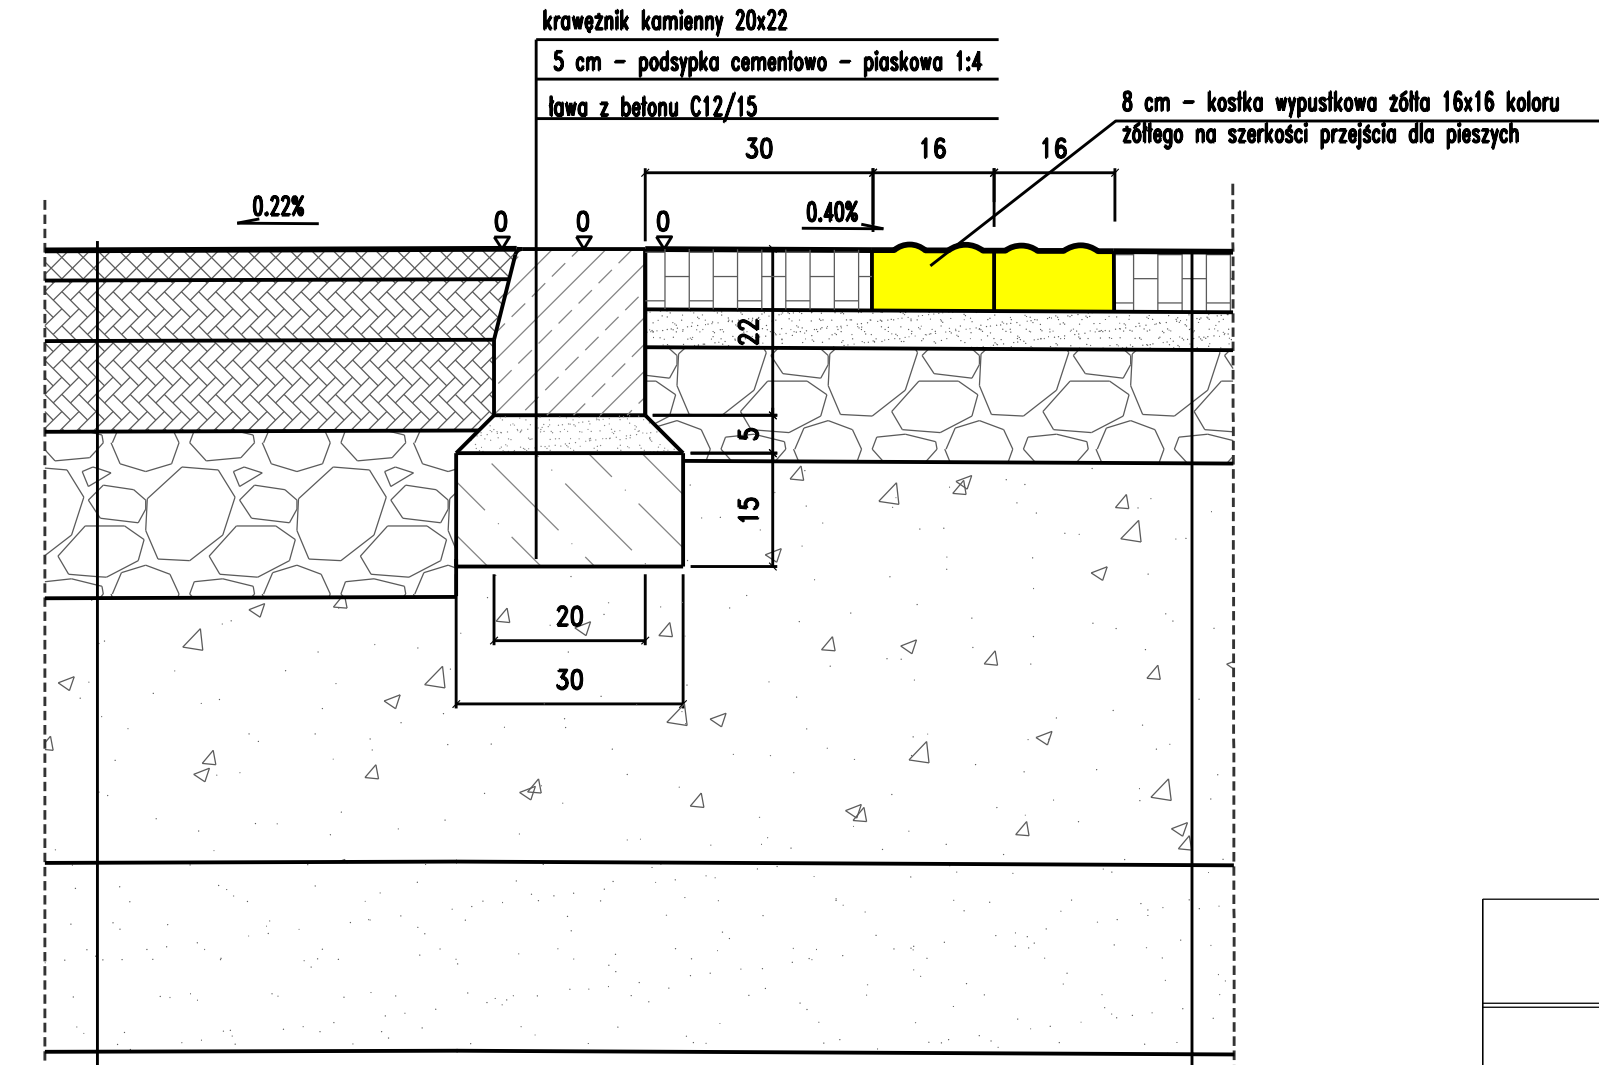 krawężnik kamienny 20x22
5 cm – podsypka cementowo – piaskowa 1:4
ława z betonu C12/15
8 cm – kostka wypustkowa żółta 16x16 koloru
żółtego na szerkości przejścia dla pieszych
30 16 16
0.22% 0 0 0 0.40%
22
5
15
20
30